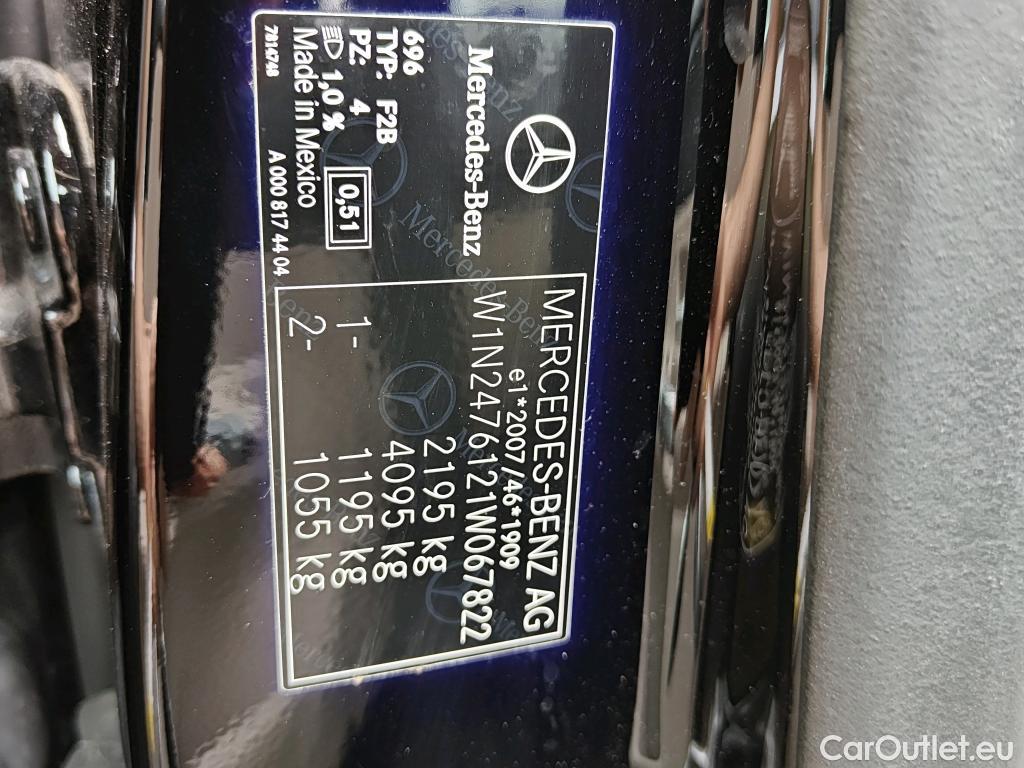 Mercedes-Benz
MERCEDES-BENZ AG
e1*2007/46*1909
W1N2476121W067822
2195 kg
4095 kg
1- 1195 kg
2- 1055 kg
696
TYP: F2B
PZ: 4
1,0 %
0,51
Made in Mexico
7814748
A 000 817 44 04
CarOutlet.eu